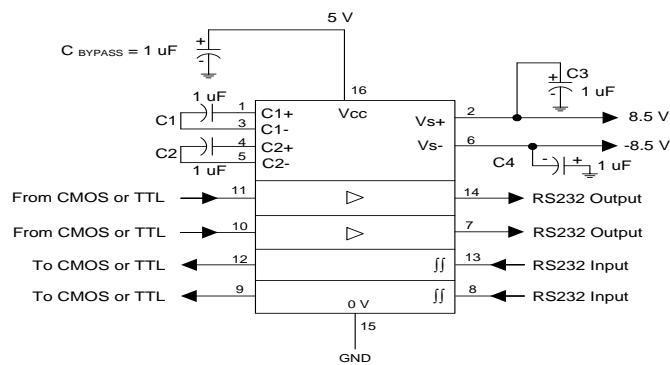 5 V
C BYPASS = 1 uF
+
-
16
C3
+
-
1 uF
1 uF
1
C1+
Vcc
2
8.5 V
C1
3
C1-
Vs+
4
C2+
Vs-
6
-8.5 V
C2
5
C2-
1 uF
C4
- +
1 uF
From CMOS or TTL
11
14
RS232 Output
From CMOS or TTL
10
7
RS232 Output
To CMOS or TTL
12
13
RS232 Input
To CMOS or TTL
9
8
RS232 Input
0 V
15
GND